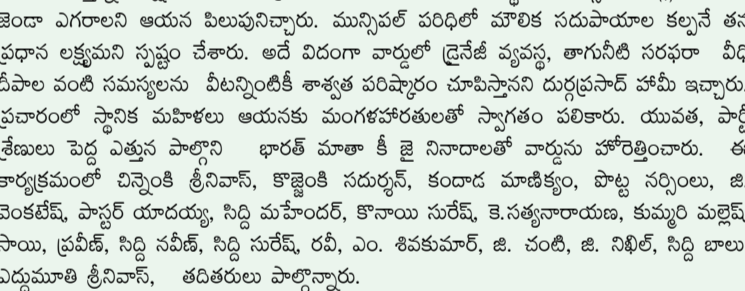 జెండా ఎగరాలని ఆయన పిలుపునిచ్చారు. మున్సిపల్ పరిధిలో మౌలిక సదుపాయాల కల్పనే తన
ప్రధాన లక్ష్యమని స్పష్టం చేశారు. అదే విదంగా వార్డులో డ్రైనేజీ వ్యవస్థ, తాగునీటి సరఫరా వీధి
దీపాల వంటి సమస్యలను వీటన్నింటికీ శాశ్వత పరిష్కారం చూపిస్తానని దుర్గప్రసాద్ హామీ ఇచ్చారు.
ప్రచారంలో స్థానిక మహిళలు ఆయనకు మంగళహారతులతో స్వాగతం పలికారు. యువత, పార్టీ
శ్రేణులు పెద్ద ఎత్తున పాల్గొని భారత్ మాతా కీ జై నినాదాలతో వార్డును హోరెత్తించారు. ఈ
కార్యక్రమంలో చిన్నెంకి శ్రీనివాస్, కొజ్జెంకి సదుర్శన్, కందాడ మాణిక్యం, పొట్ట నర్సింలు, జి.
వెంకటేష్, పాస్టర్ యాదయ్య, సిద్ది మహేందర్, కొనాయి సురేష్, కె.సత్యనారాయణ, కుమ్మరి మల్లేష్,
సాయి, ప్రవీణ్, సిద్ది నవీణ్, సిద్ది సురేష్, రవీ, ఎం. శివకుమార్, జి. చంటి, జి. నిఖిల్, సిద్ది బాలు,
ఎద్దుమూతి శ్రీనివాస్, తదితరులు పాల్గొన్నారు.